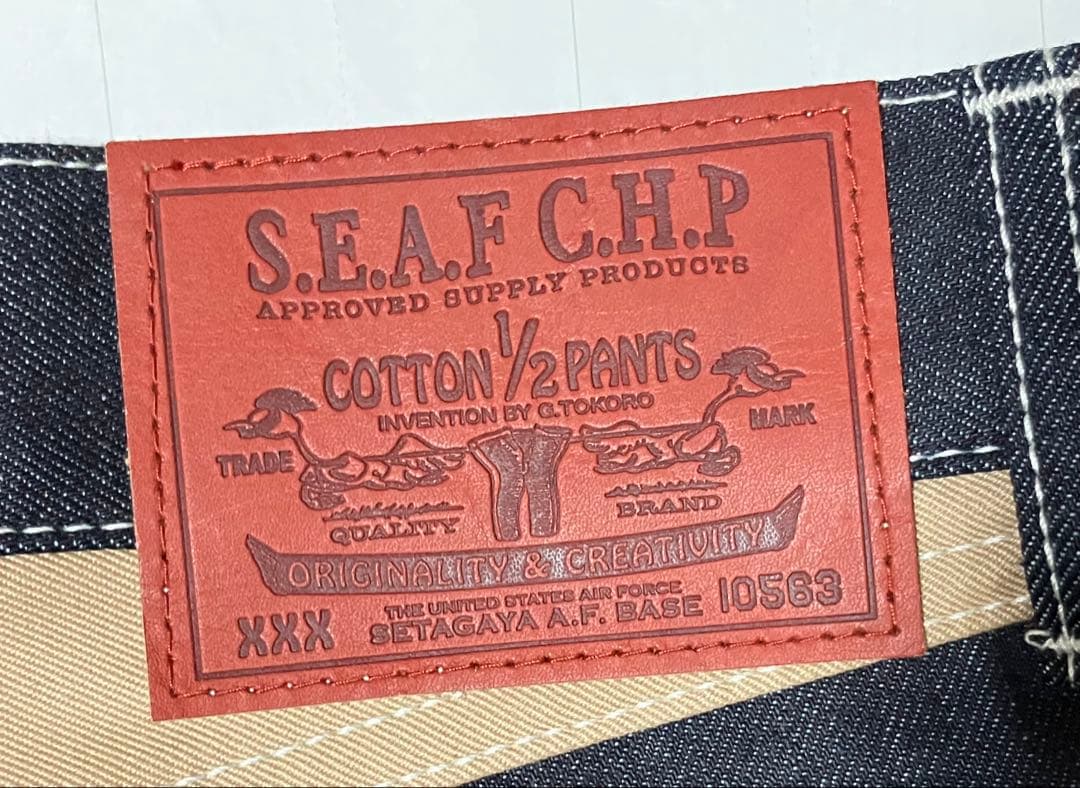 S.E.A.F C.H.P
APPROVED SUPPLY PRODUCTS
COTTON 1/2 PANTS
INVENTION BY G.TOKORO
TRADE MARK
QUALITY BRAND
ORIGINALITY & CREATIVITY
THE UNITED STATES AIR FORCE
XXX SETAGAYA A.F. BASE 10563